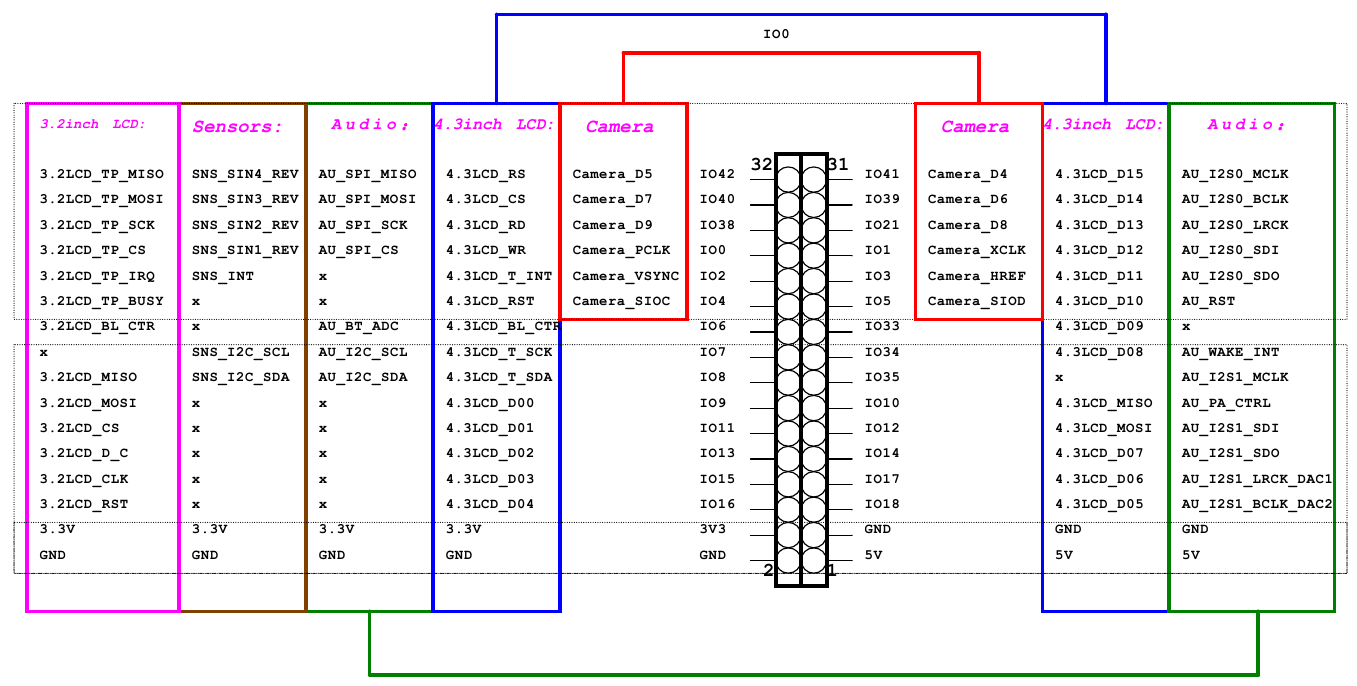 IO0
3.2inch LCD: Sensors: Audio: 4.3inch LCD: Camera Camera 4.3inch LCD: Audio:
32 31
3.2LCD_TP_MISO SNS_SIN4_REV AU_SPI_MISO 4.3LCD_RS Camera_D5 IO42 IO41 Camera_D4 4.3LCD_D15 AU_I2S0_MCLK
3.2LCD_TP_MOSI SNS_SIN3_REV AU_SPI_MOSI 4.3LCD_CS Camera_D7 IO40 IO39 Camera_D6 4.3LCD_D14 AU_I2S0_BCLK
3.2LCD_TP_SCK SNS_SIN2_REV AU_SPI_SCK 4.3LCD_RD Camera_D9 IO38 IO21 Camera_D8 4.3LCD_D13 AU_I2S0_LRCK
3.2LCD_TP_CS SNS_SIN1_REV AU_SPI_CS 4.3LCD_WR Camera_PCLK IO0 IO1 Camera_XCLK 4.3LCD_D12 AU_I2S0_SDI
3.2LCD_TP_IRQ SNS_INT x 4.3LCD_T_INT Camera_VSYNC IO2 IO3 Camera_HREF 4.3LCD_D11 AU_I2S0_SDO
3.2LCD_TP_BUSY x x 4.3LCD_RST Camera_SIOC IO4 IO5 Camera_SIOD 4.3LCD_D10 AU_RST
3.2LCD_BL_CTR x AU_BT_ADC 4.3LCD_BL_CTR IO6 IO33 4.3LCD_D09 x
x SNS_I2C_SCL AU_I2C_SCL 4.3LCD_T_SCK IO7 IO34 4.3LCD_D08 AU_WAKE_INT
3.2LCD_MISO SNS_I2C_SDA AU_I2C_SDA 4.3LCD_T_SDA IO8 IO35 x AU_I2S1_MCLK
3.2LCD_MOSI x x 4.3LCD_D00 IO9 IO10 4.3LCD_MISO AU_PA_CTRL
3.2LCD_CS x x 4.3LCD_D01 IO11 IO12 4.3LCD_MOSI AU_I2S1_SDI
3.2LCD_D_C x x 4.3LCD_D02 IO13 IO14 4.3LCD_D07 AU_I2S1_SDO
3.2LCD_CLK x x 4.3LCD_D03 IO15 IO17 4.3LCD_D06 AU_I2S1_LRCK_DAC1
3.2LCD_RST x x 4.3LCD_D04 IO16 IO18 4.3LCD_D05 AU_I2S1_BCLK_DAC2
3.3V 3.3V 3.3V 3.3V 3V3 GND GND GND
GND GND GND GND GND 5V 5V 5V
2 1